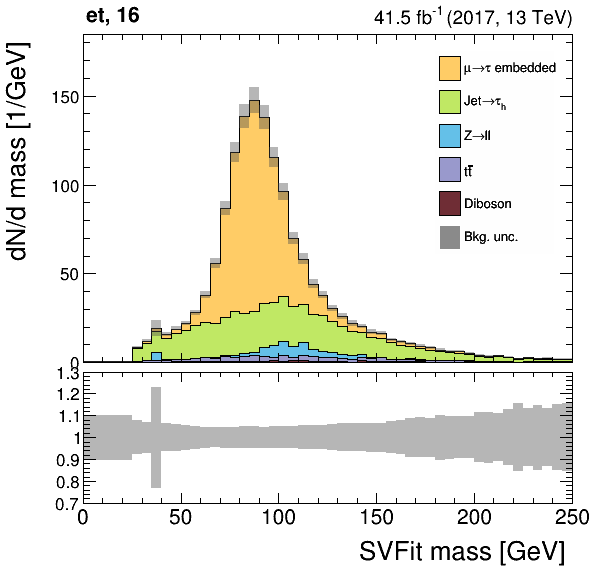 et, 16
41.5 fb⁻¹ (2017, 13 TeV)
dN/d mass [1/GeV]
150
100
50
0
μ→τ embedded
Jet→τₕ
Z→ll
tt̄
Diboson
Bkg. unc.
1.3
1.2
1.1
1
0.9
0.8
0.7
0 50 100 150 200 250
SVFit mass [GeV]